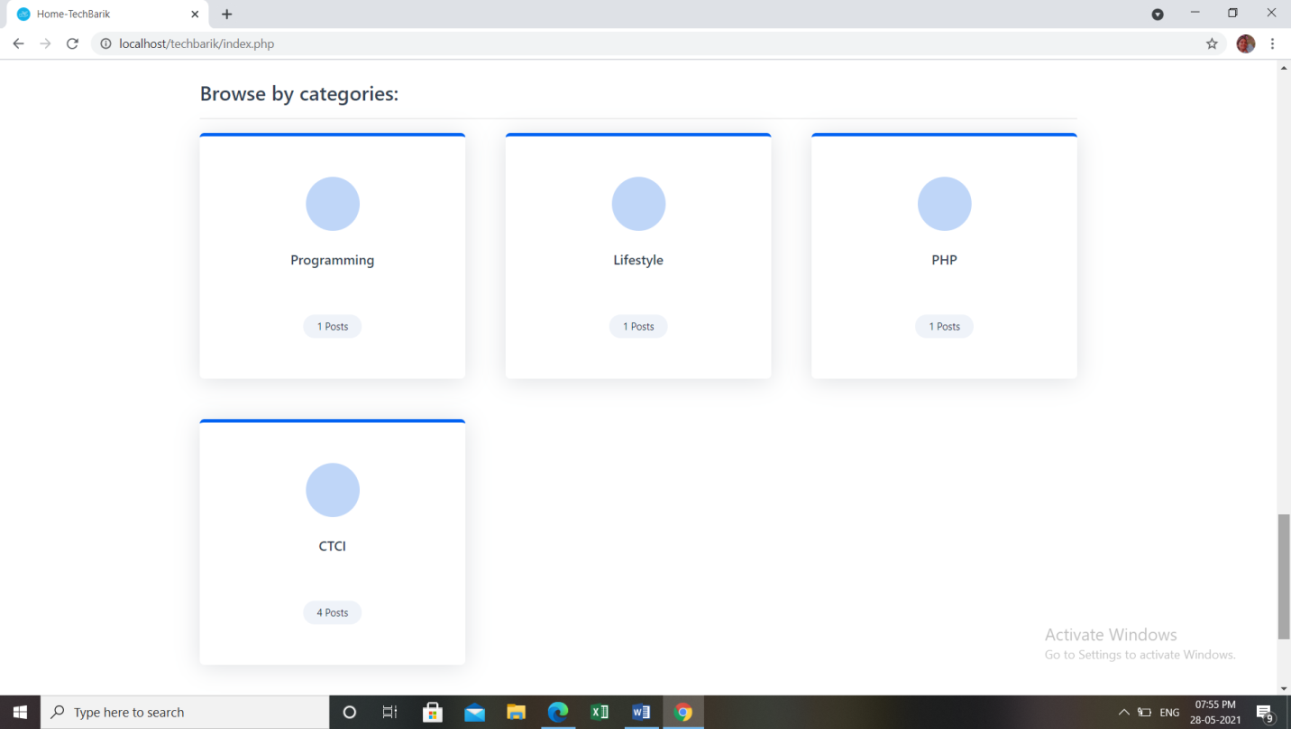 Home-TechBarik
localhost/techbarik/index.php
Browse by categories:
Programming
Lifestyle
PHP
1 Posts
1 Posts
1 Posts
CTCI
4 Posts
Activate Windows
Go to Settings to activate Windows.
Type here to search
ENG
07:55 PM
28-05-2021
9